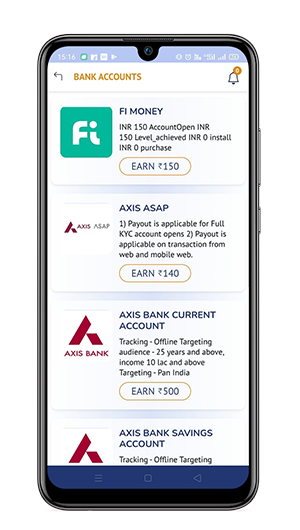 15:16
BANK ACCOUNTS
Fi
FI MONEY
INR 150 AccountOpen INR
150 Level_achieved INR 0 install
INR 0 purchase
EARN ₹150
AXIS ASAP
AXIS ASAP
1) Payout is applicable for Full
KYC account opens 2) Payout is
applicable on transaction from
web and mobile web.
EARN ₹140
AXIS BANK
AXIS BANK CURRENT
ACCOUNT
Tracking - Offline Targeting
audience - 25 years and above,
income 10 lac and above
Targeting - Pan India
EARN ₹500
AXIS BANK SAVINGS
ACCOUNT
Tracking - Offline Targeting